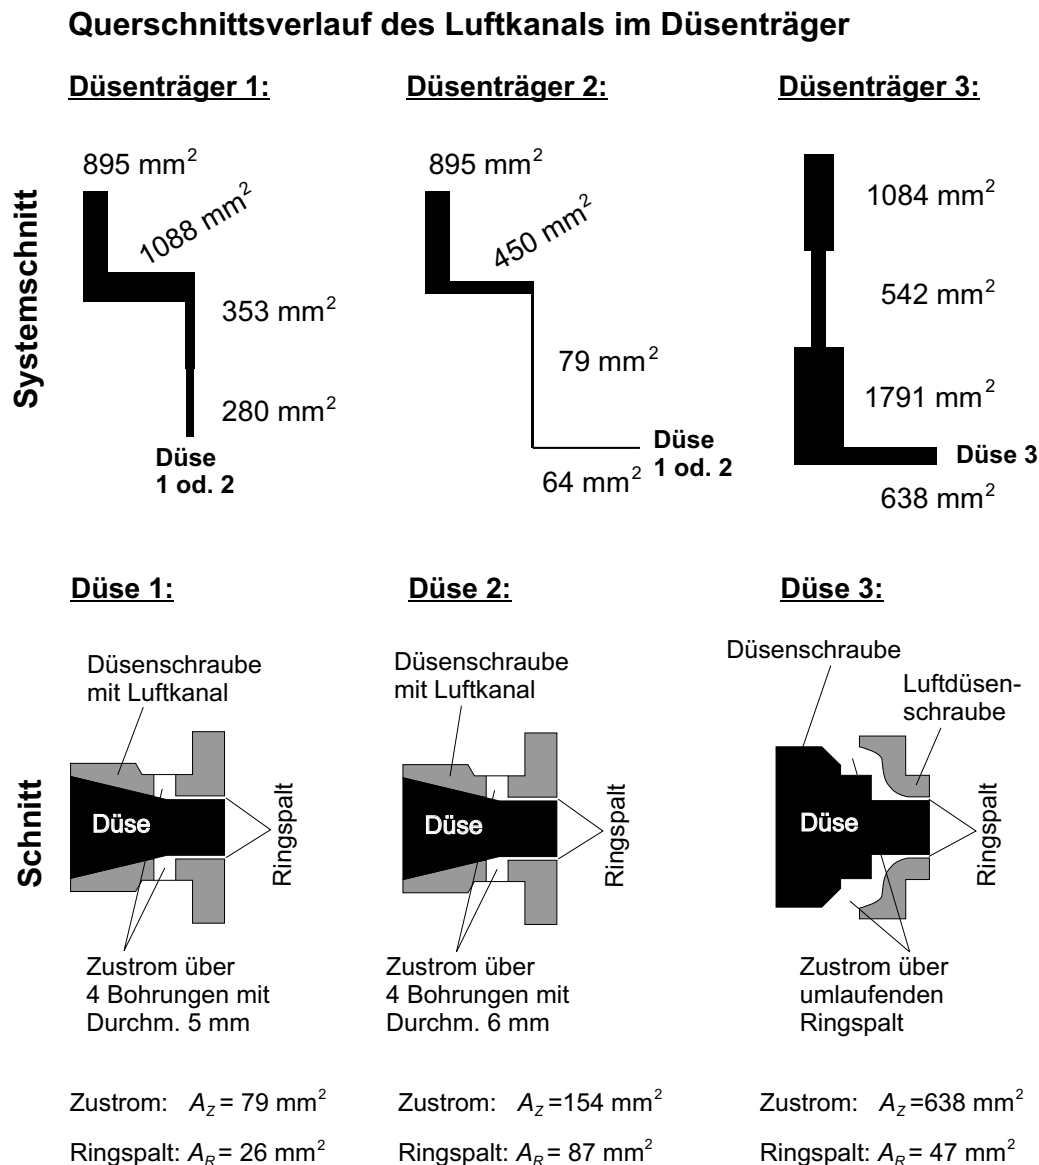 Querschnittsverlauf des Luftkanals im Düsenträger
Düsenträger 1:
Düsenträger 2:
Düsenträger 3:
Systemschnitt
895 mm²
1088 mm²
353 mm²
280 mm²
Düse
1 od. 2
895 mm²
450 mm²
79 mm²
64 mm²
Düse
1 od. 2
1084 mm²
542 mm²
1791 mm²
638 mm²
Düse 3
Düse 1:
Düse 2:
Düse 3:
Schnitt
Düsenschraube
mit Luftkanal
Düse
Ringspalt
Zustrom über
4 Bohrungen mit
Durchm. 5 mm
Düsenschraube
mit Luftkanal
Düse
Ringspalt
Zustrom über
4 Bohrungen mit
Durchm. 6 mm
Düsenschraube
Luftdüsen-
schraube
Düse
Ringspalt
Zustrom über
umlaufenden
Ringspalt
Zustrom: A_Z = 79 mm²
Zustrom: A_Z =154 mm²
Zustrom: A_Z =638 mm²
Ringspalt: A_R = 26 mm²
Ringspalt: A_R = 87 mm²
Ringspalt: A_R = 47 mm²